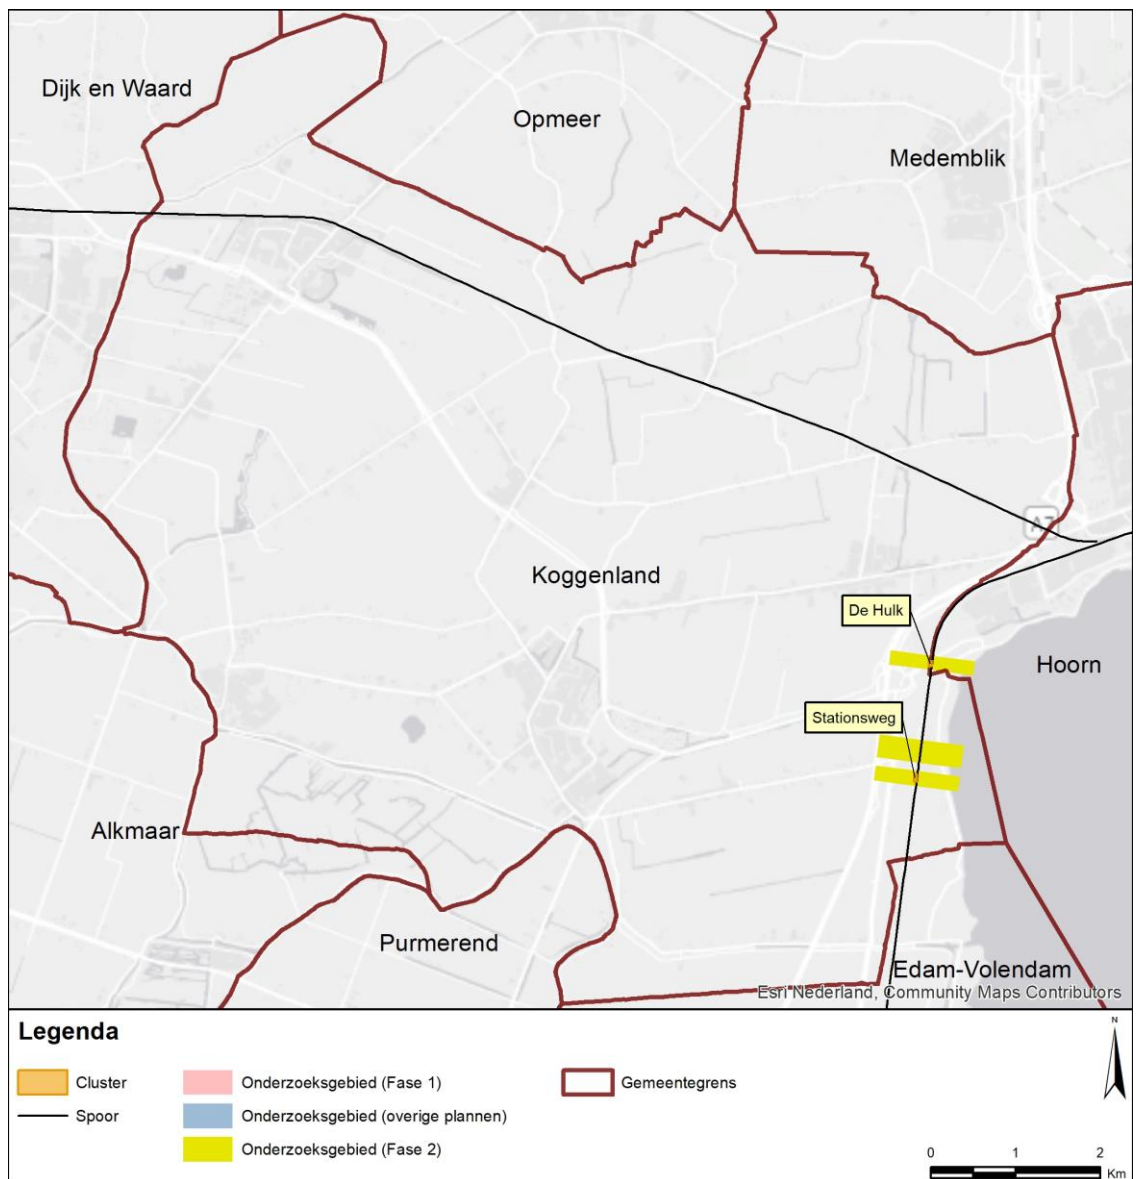 Dijk en Waard
Opmeer
Medemblik
A7
Koggenland
De Hulk
Hoorn
Stationsweg
Alkmaar
Purmerend
Edam-Volendam
Esri Nederland, Community Maps Contributors
Legenda
N
Cluster
Onderzoeksgebied (Fase 1)
Gemeentegrens
Spoor
Onderzoeksgebied (overige plannen)
Onderzoeksgebied (Fase 2)
0 1 2
Km